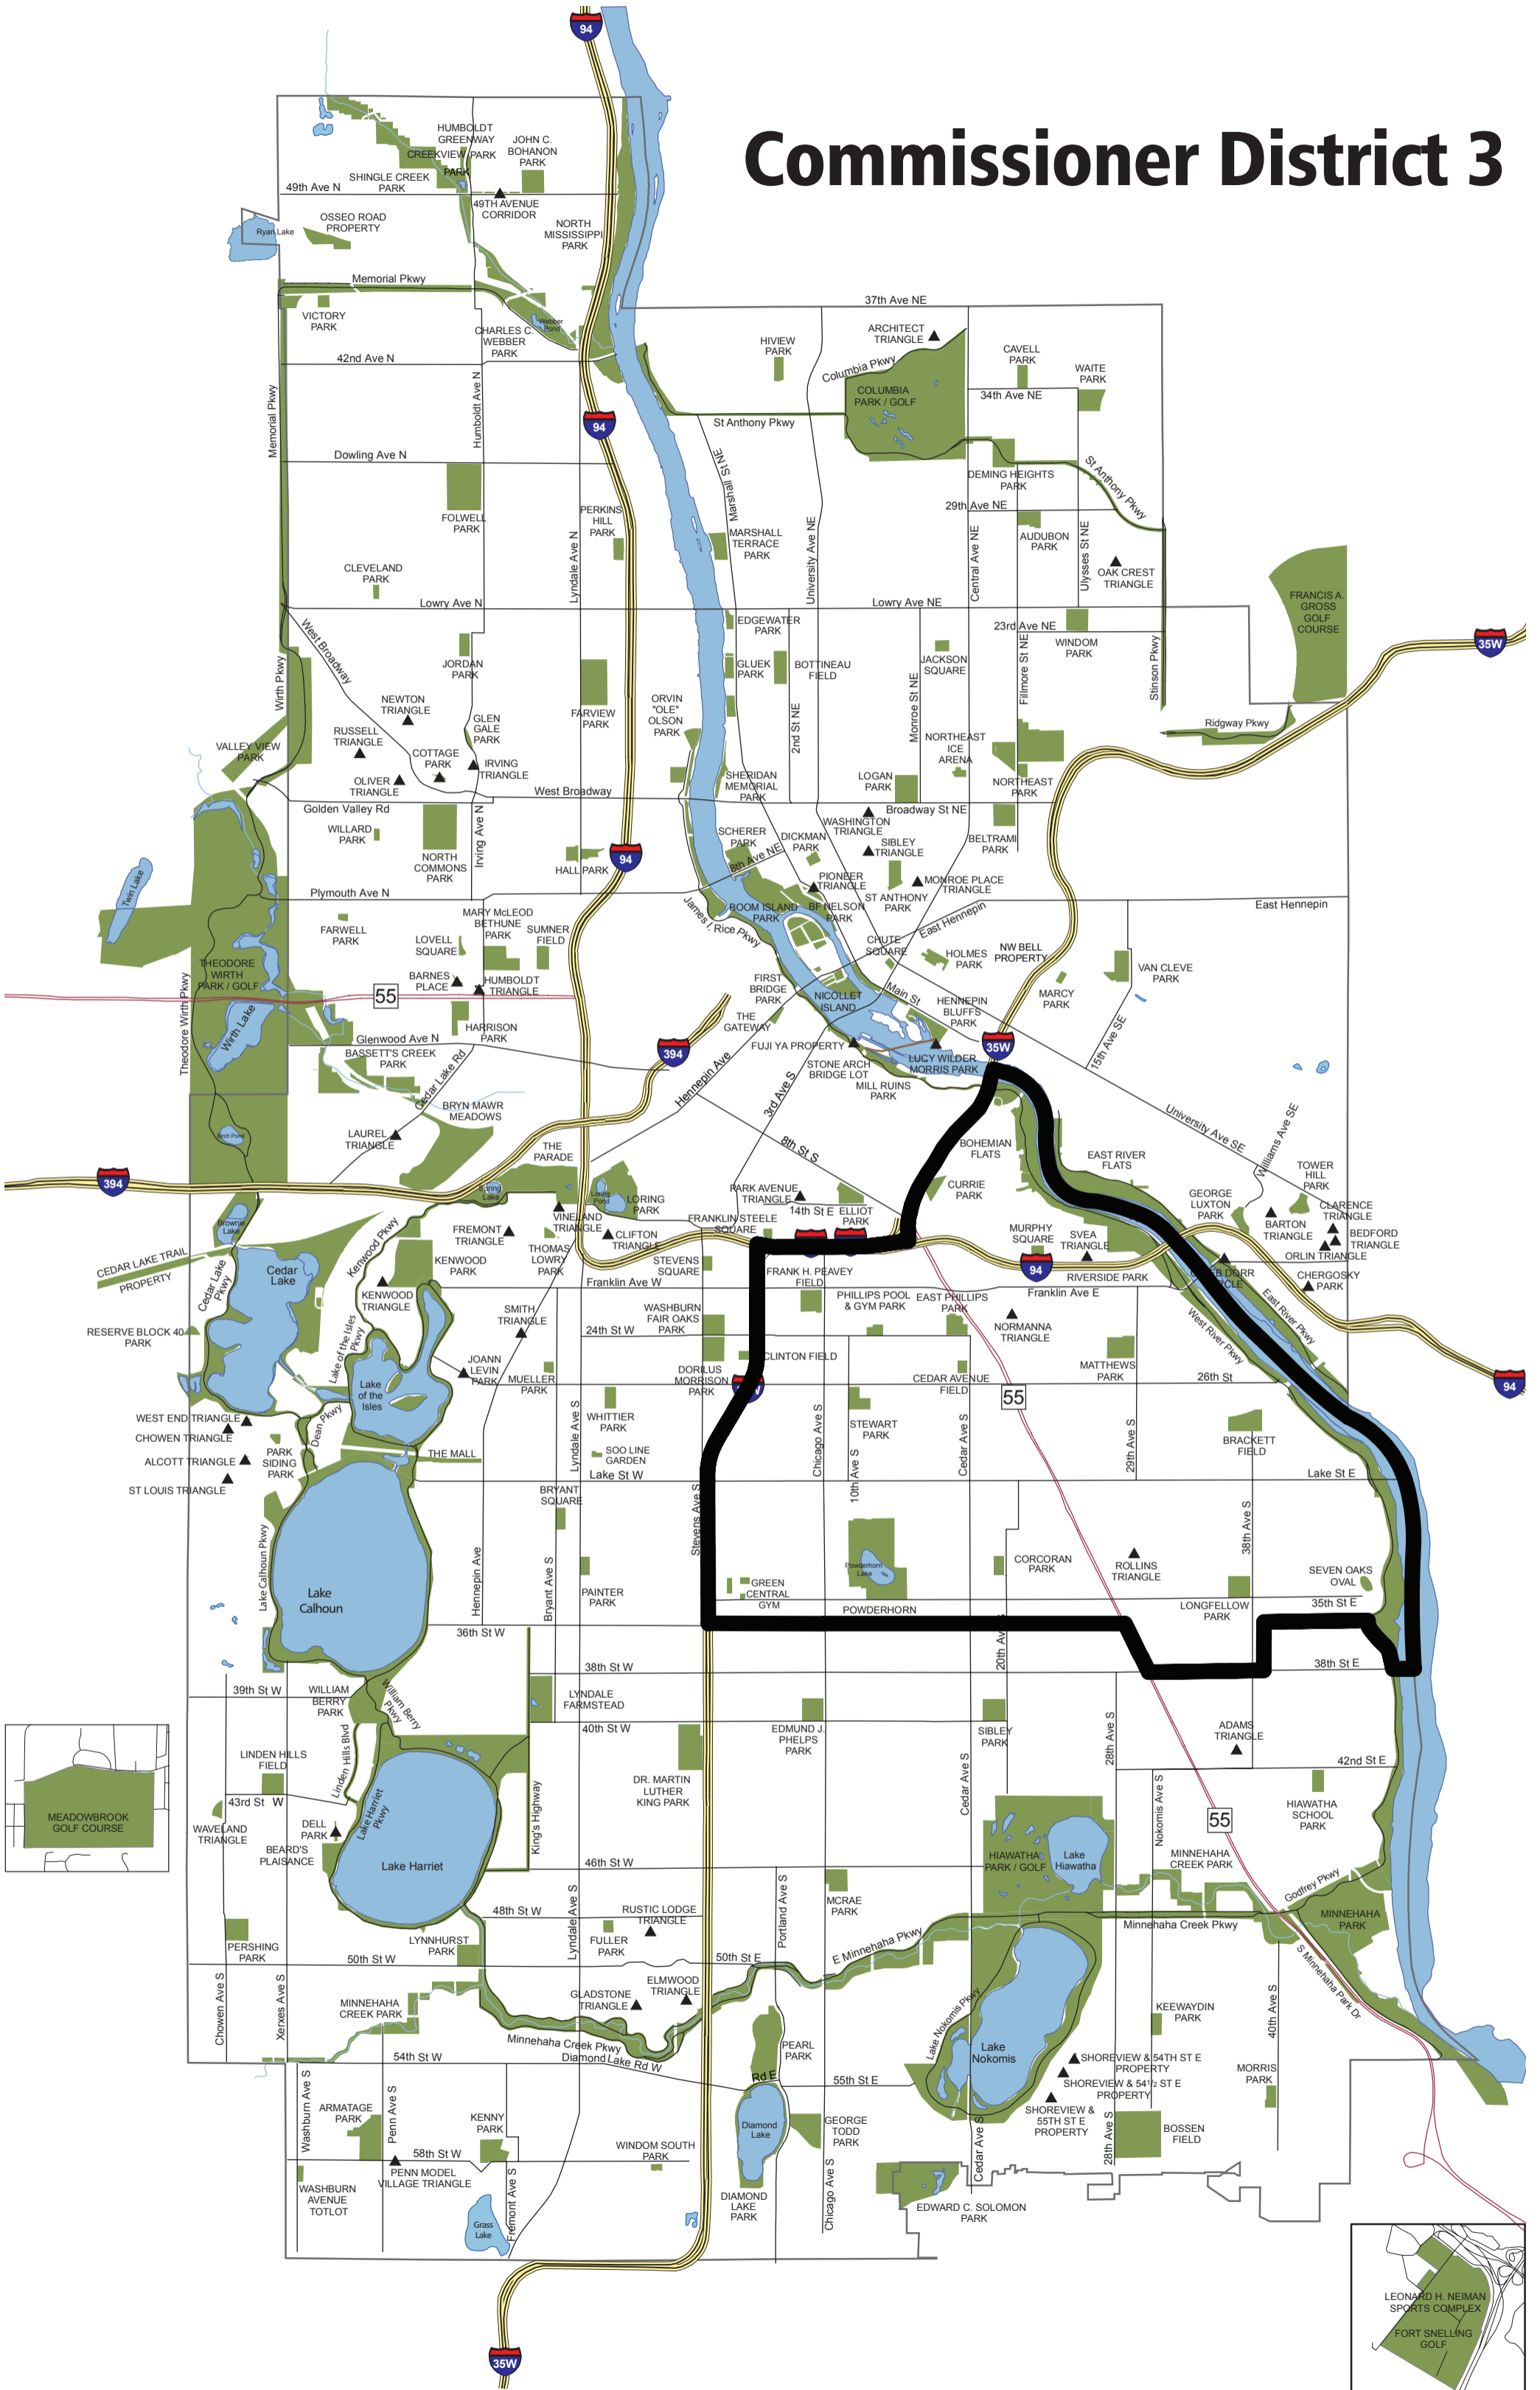 Commissioner District 3
94
HUMBOLDT
GREENWAY
JOHN C.
BOHANON
PARK
CREEKVIEW PARK
PARK
SHINGLE CREEK
PARK
49th Ave N
49TH AVENUE
CORRIDOR
OSSEO ROAD
PROPERTY
NORTH
MISSISSIPPI
PARK
Ryan Lake
Memorial Pkwy
VICTORY
PARK
CHARLES C.
WEBBER
PARK
Webber
Pond
37th Ave NE
ARCHITECT
TRIANGLE
HIVIEW
PARK
CAVELL
PARK
WAITE
PARK
42nd Ave N
Columbia Pkwy
COLUMBIA
PARK / GOLF
34th Ave NE
Memorial Pkwy
Humboldt Ave N
94
St Anthony Pkwy
Dowling Ave N
Marshall St NE
DEMING HEIGHTS
PARK
St Anthony Pkwy
29th Ave NE
FOLWELL
PARK
PERKINS
HILL
PARK
MARSHALL
TERRACE
PARK
University Ave NE
Central Ave NE
AUDUBON
PARK
Ulysses St NE
OAK CREST
TRIANGLE
CLEVELAND
PARK
Lyndale Ave N
FRANCIS A.
GROSS
GOLF
COURSE
Lowry Ave N
Lowry Ave NE
EDGEWATER
PARK
23rd Ave NE
WINDOM
PARK
35W
West Broadway
JORDAN
PARK
GLUEK
PARK
BOTTINEAU
FIELD
JACKSON
SQUARE
Fillmore St NE
Stinson Pkwy
Wirth Pkwy
NEWTON
TRIANGLE
RUSSELL
TRIANGLE
GLEN
GALE
PARK
FARVIEW
PARK
ORVIN
"OLE"
OLSON
PARK
2nd St NE
Monroe St NE
NORTHEAST
ICE
ARENA
Ridgway Pkwy
VALLEY VIEW
PARK
COTTAGE
PARK
IRVING
TRIANGLE
OLIVER
TRIANGLE
West Broadway
SHERIDAN
MEMORIAL
PARK
LOGAN
PARK
NORTHEAST
PARK
Golden Valley Rd
WILLARD
PARK
NORTH
COMMONS
PARK
Irving Ave N
HALL PARK
94
Broadway St NE
WASHINGTON
TRIANGLE
SCHERER
PARK
DICKMAN
PARK
SIBLEY
TRIANGLE
BELTRAMI
PARK
8th Ave NE
Twin Lake
Plymouth Ave N
PIONEER
TRIANGLE
MONROE PLACE
TRIANGLE
ST ANTHONY
PARK
BOOM ISLAND
PARK
BF NELSON
PARK
East Hennepin
East Hennepin
FARWELL
PARK
LOVELL
SQUARE
MARY McLEOD
BETHUNE
PARK
SUMNER
FIELD
James I. Rice Pkwy
CHUTE
SQUARE
HOLMES
PARK
NW BELL
PROPERTY
VAN CLEVE
PARK
THEODORE
WIRTH
PARK / GOLF
BARNES
PLACE
HUMBOLDT
TRIANGLE
55
FIRST
BRIDGE
PARK
NICOLLET
ISLAND
Main St
HENNEPIN
BLUFFS
PARK
MARCY
PARK
Theodore Wirth Pkwy
Wirth Lake
HARRISON
PARK
THE
GATEWAY
Glenwood Ave N
BASSETT'S CREEK
PARK
394
FUJI YA PROPERTY
35W
STONE ARCH
BRIDGE LOT
LUCY WILDER
MORRIS PARK
15th Ave SE
Cedar Lake Rd
Hennepin Ave
3rd Ave S
MILL RUINS
PARK
BRYN MAWR
MEADOWS
LAUREL
TRIANGLE
Birch Pond
8th St S
University Ave SE
THE
PARADE
BOHEMIAN
FLATS
EAST RIVER
FLATS
Williams Ave SE
TOWER
HILL
PARK
394
Spring
Lake
Loring
Pond
LORING
PARK
PARK AVENUE
TRIANGLE
14th St E
ELLIOT
PARK
CURRIE
PARK
GEORGE
LUXTON
PARK
CLARENCE
TRIANGLE
Brownie
Lake
VINELAND
TRIANGLE
FREMONT
TRIANGLE
CLIFTON
TRIANGLE
FRANKLIN STEELE
SQUARE
MURPHY
SQUARE
SVEA
TRIANGLE
BARTON
TRIANGLE
BEDFORD
TRIANGLE
ORLIN TRIANGLE
CEDAR LAKE TRAIL
PROPERTY
Cedar Lake
Pkwy
Cedar
Lake
Kenwood Pkwy
KENWOOD
PARK
THOMAS
LOWRY
PARK
STEVENS
SQUARE
FRANK H. PEAVEY
FIELD
94
RIVERSIDE PARK
CHERGOSKY
PARK
Franklin Ave W
Franklin Ave E
KENWOOD
TRIANGLE
SMITH
TRIANGLE
WASHBURN
FAIR OAKS
PARK
PHILLIPS POOL
& GYM PARK
EAST PHILLIPS
PARK
NORMANNA
TRIANGLE
East River Pkwy
West River Pkwy
RESERVE BLOCK 40
PARK
Lake of the Isles
Pkwy
24th St W
CLINTON FIELD
MATTHEWS
PARK
Lake
of the
Isles
JOANN
LEVIN
PARK
MUELLER
PARK
DORILUS
MORRISON
PARK
CEDAR AVENUE
FIELD
26th St
94
55
WEST END TRIANGLE
CHOWEN TRIANGLE
Dean Pkwy
WHITTIER
PARK
STEWART
PARK
BRACKETT
FIELD
ALCOTT TRIANGLE
PARK
SIDING
PARK
THE MALL
SOO LINE
GARDEN
Lyndale Ave S
Chicago Ave S
10th Ave S
Cedar Ave S
29th Ave S
ST LOUIS TRIANGLE
Lake St W
Lake St E
BRYANT
SQUARE
Stevens Ave S
38th Ave S
Lake Calhoun Pkwy
Lake
Calhoun
Hennepin Ave
Bryant Ave S
PAINTER
PARK
GREEN
CENTRAL
GYM
Powderhorn
Lake
POWDERHORN
CORCORAN
PARK
ROLLINS
TRIANGLE
SEVEN OAKS
OVAL
LONGFELLOW
PARK
35th St E
36th St W
20th Av
38th St W
38th St E
39th St W
WILLIAM
BERRY
PARK
William Berry
Pkwy
LYNDALE
FARMSTEAD
40th St W
EDMUND J.
PHELPS
PARK
SIBLEY
PARK
28th Ave S
ADAMS
TRIANGLE
LINDEN HILLS
FIELD
Linden Hills Blvd
DR. MARTIN
LUTHER
KING PARK
42nd St E
43rd St W
MEADOWBROOK
GOLF COURSE
WAVELAND
TRIANGLE
DELL
PARK
BEARD'S
PLAISANCE
Lake Harriet
Pkwy
Lake Harriet
King's Highway
Cedar Ave S
Nokomis Ave S
55
HIAWATHA
SCHOOL
PARK
HIAWATHA
PARK / GOLF
Lake
Hiawatha
MINNEHAHA
CREEK PARK
46th St W
Godfrey Pkwy
MCRAE
PARK
48th St W
RUSTIC LODGE
TRIANGLE
Portland Ave S
MINNEHAHA
PARK
Minnehaha Creek Pkwy
PERSHING
PARK
LYNNHURST
PARK
Lyndale Ave S
FULLER
PARK
E Minnehaha Pkwy
50th St W
50th St E
S Minnehaha Park Dr
Chowen Ave S
Xerxes Ave S
MINNEHAHA
CREEK PARK
GLADSTONE
TRIANGLE
ELMWOOD
TRIANGLE
Lake Nokomis Pkwy
KEEWAYDIN
PARK
40th Ave S
Minnehaha Creek Pkwy
PEARL
PARK
Lake
Nokomis
54th St W
Diamond Lake Rd W
Rd E
55th St E
SHOREVIEW & 54TH ST E
PROPERTY
SHOREVIEW & 54½ ST E
PROPERTY
SHOREVIEW &
55TH ST E
PROPERTY
MORRIS
PARK
Washburn Ave S
ARMATAGE
PARK
Penn Ave S
KENNY
PARK
Diamond
Lake
GEORGE
TODD
PARK
28th Ave S
BOSSEN
FIELD
58th St W
WINDOM SOUTH
PARK
Cedar Ave S
PENN MODEL
VILLAGE TRIANGLE
WASHBURN
AVENUE
TOTLOT
Grass
Lake
Fremont Ave S
DIAMOND
LAKE
PARK
Chicago Ave S
EDWARD C. SOLOMON
PARK
35W
LEONARD H. NEIMAN
SPORTS COMPLEX
FORT SNELLING
GOLF